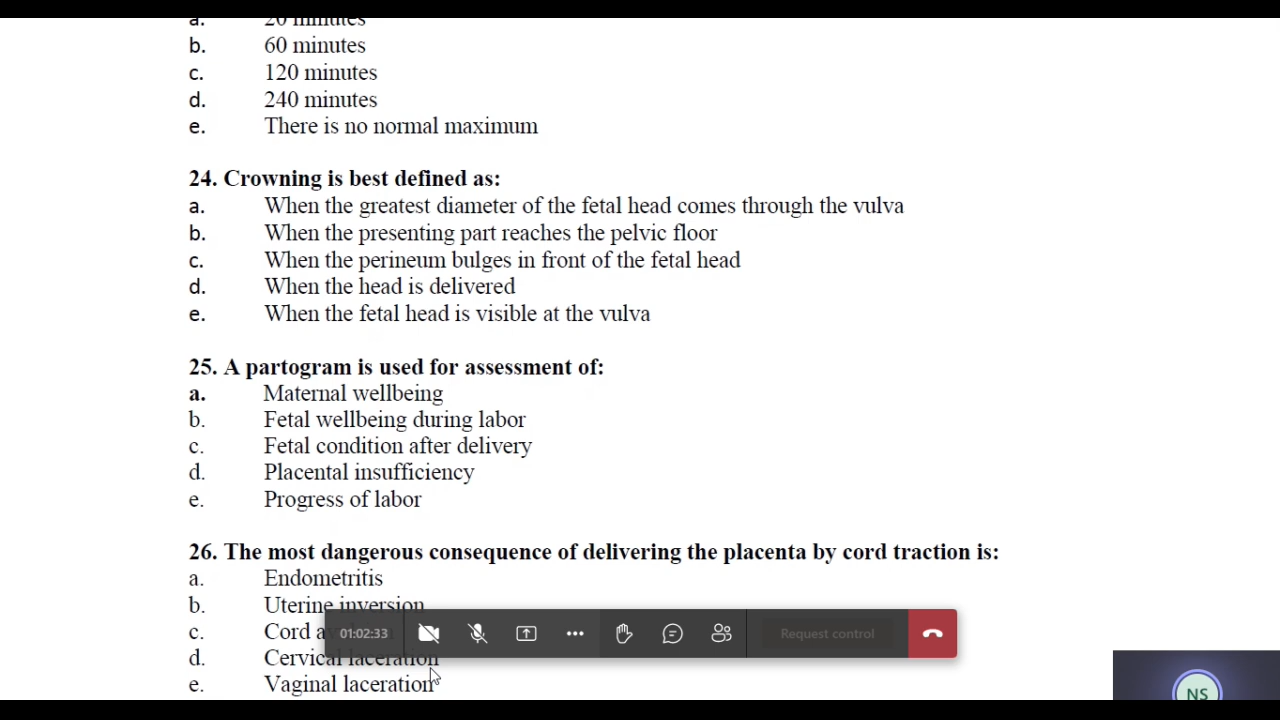 a. 20 minutes
b. 60 minutes
c. 120 minutes
d. 240 minutes
e. There is no normal maximum
24. Crowning is best defined as:
a. When the greatest diameter of the fetal head comes through the vulva
b. When the presenting part reaches the pelvic floor
c. When the perineum bulges in front of the fetal head
d. When the head is delivered
e. When the fetal head is visible at the vulva
25. A partogram is used for assessment of:
a. Maternal wellbeing
b. Fetal wellbeing during labor
c. Fetal condition after delivery
d. Placental insufficiency
e. Progress of labor
26. The most dangerous consequence of delivering the placenta by cord traction is:
a. Endometritis
b. Uterine inversion
c. Cord
01:02:33
Request control
d. Cervical laceration
e. Vaginal laceration
NS